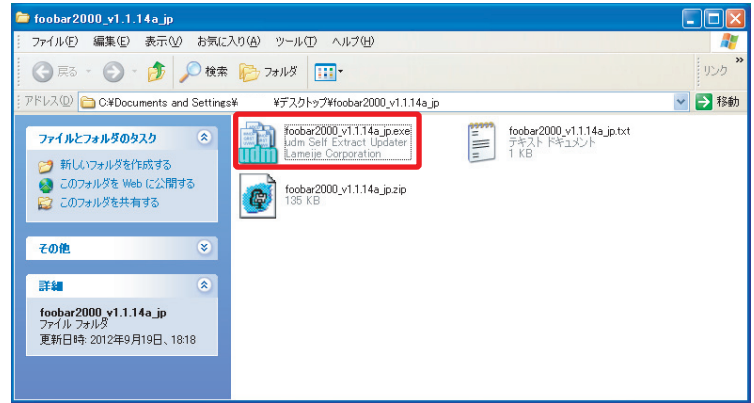 foobar2000_v1.1.14a_jp
ファイル(F) 編集(E) 表示(V) お気に入り(A) ツール(T) ヘルプ(H)
戻る 検索 フォルダ リンク »
アドレス(D) C:¥Documents and Settings¥ ¥デスクトップ¥foobar2000_v1.1.14a_jp 移動
ファイルとフォルダのタスク
新しいフォルダを作成する
このフォルダを Web に公開する
このフォルダを共有する
その他
詳細
foobar2000_v1.1.14a_jp
ファイル フォルダ
更新日時: 2012年9月19日、18:18
udm
foobar2000_v1.1.14a_jp.exe
udm Self Extract Updater
Lameije Corporation
foobar2000_v1.1.14a_jp.txt
テキスト ドキュメント
1 KB
foobar2000_v1.1.14a_jp.zip
135 KB